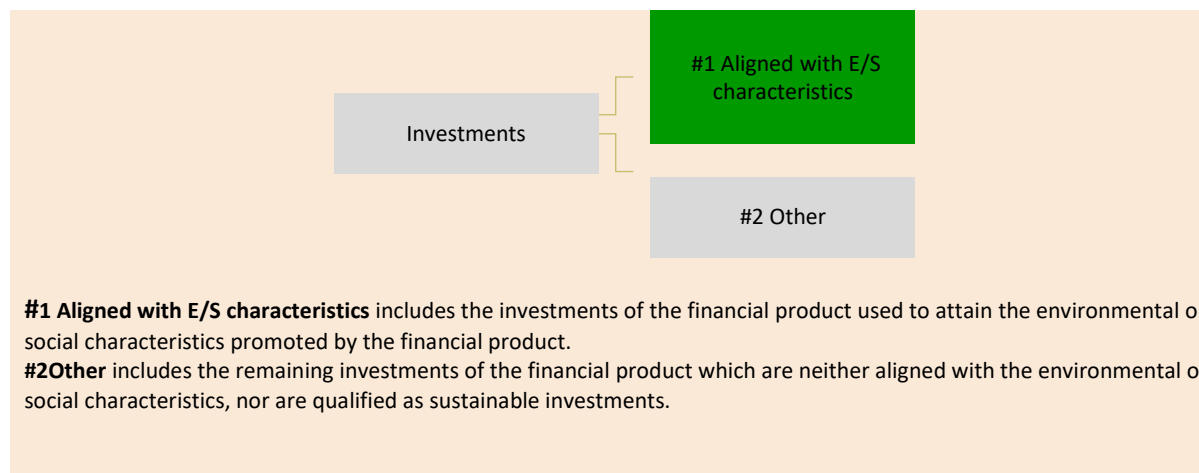 #1 Aligned with E/S
characteristics
Investments
#2 Other
#1 Aligned with E/S characteristics includes the investments of the financial product used to attain the environmental o
social characteristics promoted by the financial product.
#2Other includes the remaining investments of the financial product which are neither aligned with the environmental o
social characteristics, nor are qualified as sustainable investments.